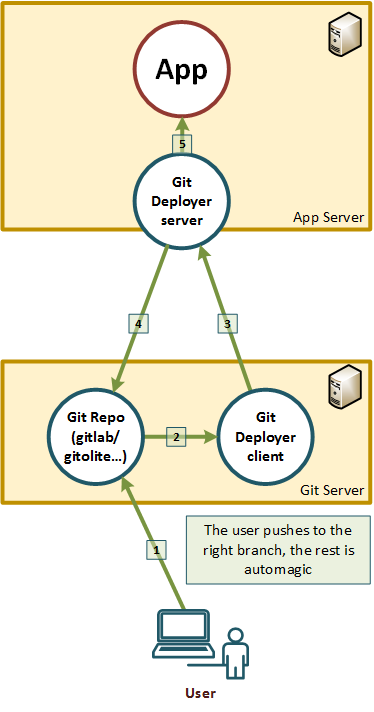 App
5
Git
Deployer
server
App Server
4
3
Git Repo
(gitlab/
gitolite...)
2
Git
Deployer
client
Git Server
1
The user pushes to the
right branch, the rest is
automagic
User